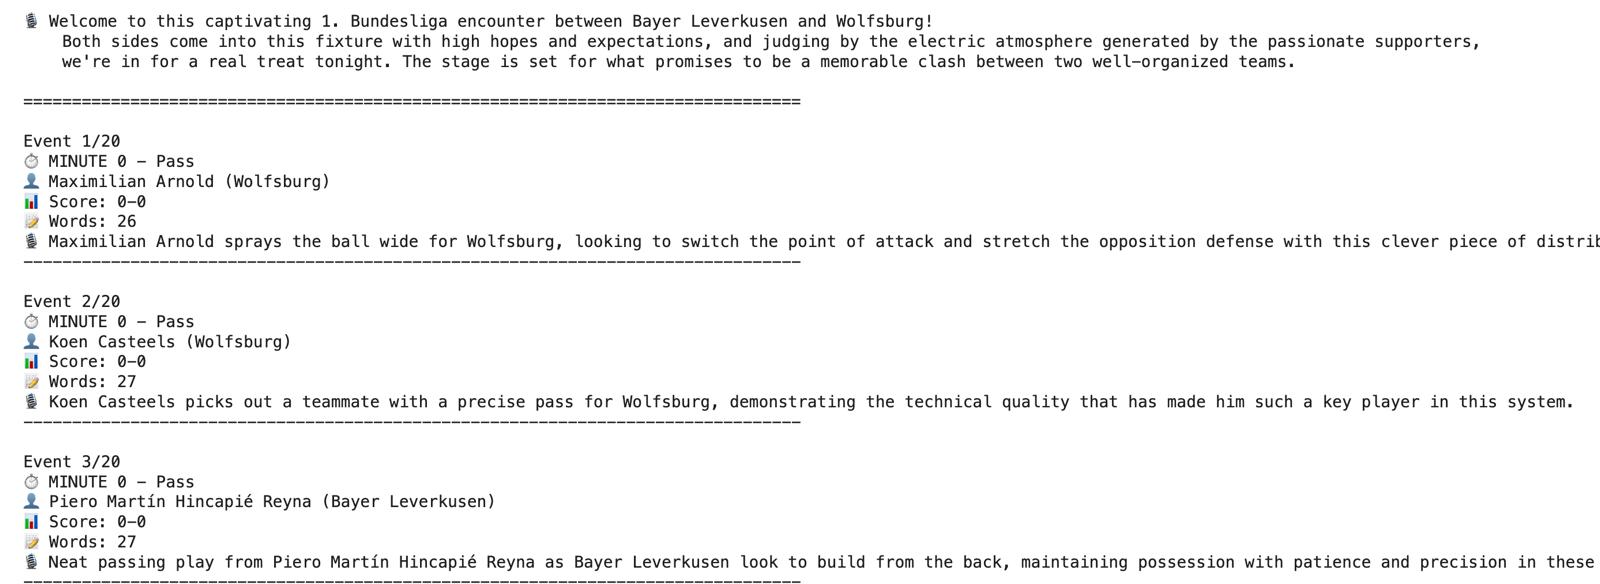 🎙️ Welcome to this captivating 1. Bundesliga encounter between Bayer Leverkusen and Wolfsburg!
Both sides come into this fixture with high hopes and expectations, and judging by the electric atmosphere generated by the passionate supporters,
we're in for a real treat tonight. The stage is set for what promises to be a memorable clash between two well-organized teams.
================================================================================
Event 1/20
⏱️ MINUTE 0 - Pass
👤 Maximilian Arnold (Wolfsburg)
📊 Score: 0-0
📝 Words: 26
🎙️ Maximilian Arnold sprays the ball wide for Wolfsburg, looking to switch the point of attack and stretch the opposition defense with this clever piece of
--------------------------------------------------------------------------------
Event 2/20
⏱️ MINUTE 0 - Pass
👤 Koen Casteels (Wolfsburg)
📊 Score: 0-0
📝 Words: 27
🎙️ Koen Casteels picks out a teammate with a precise pass for Wolfsburg, demonstrating the technical quality that has made him such a key player in this system.
--------------------------------------------------------------------------------
Event 3/20
⏱️ MINUTE 0 - Pass
👤 Piero Martín Hincapié Reyna (Bayer Leverkusen)
📊 Score: 0-0
📝 Words: 27
🎙️ Neat passing play from Piero Martín Hincapié Reyna as Bayer Leverkusen look to build from the back, maintaining possession with patience and precision in these
--------------------------------------------------------------------------------